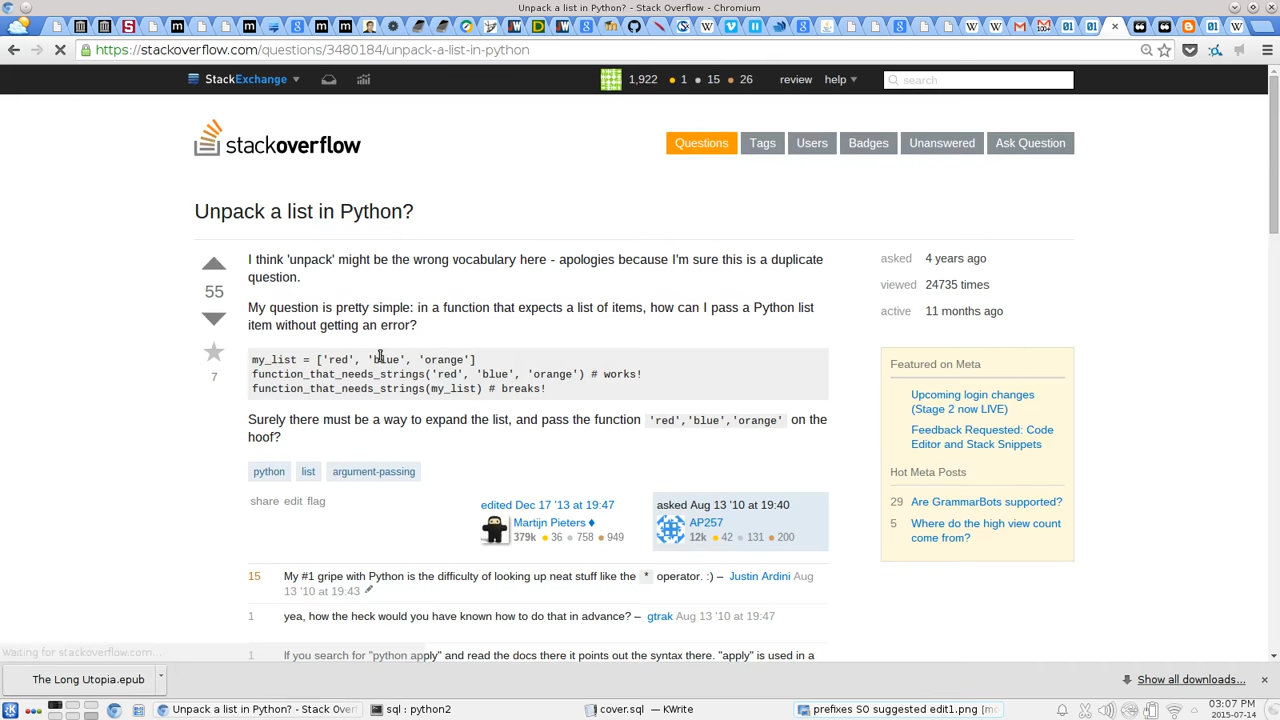 Unpack a list in Python? - Stack Overflow - Chromium
https://stackoverflow.com/questions/3480184/unpack-a-list-in-python
StackExchange
1,922 1 15 26 review help search
stackoverflow
Questions Tags Users Badges Unanswered Ask Question
Unpack a list in Python?
I think 'unpack' might be the wrong vocabulary here - apologies because I'm sure this is a duplicate
question.
55
My question is pretty simple: in a function that expects a list of items, how can I pass a Python list
item without getting an error?
7
my_list = ['red', 'blue', 'orange']
function_that_needs_strings('red', 'blue', 'orange') # works!
function_that_needs_strings(my_list) # breaks!
Surely there must be a way to expand the list, and pass the function 'red','blue','orange' on the
hoof?
python list argument-passing
share edit flag
edited Dec 17 '13 at 19:47
Martijn Pieters ♦
379k 36 758 949
asked Aug 13 '10 at 19:40
AP257
12k 42 131 200
15 My #1 gripe with Python is the difficulty of looking up neat stuff like the * operator. :) – Justin Ardini Aug
13 '10 at 19:43
1 yea, how the heck would you have known how to do that in advance? – gtrak Aug 13 '10 at 19:47
1 If you search for "python apply" and read the docs there it points out the syntax there. "apply" is used in a
asked 4 years ago
viewed 24735 times
active 11 months ago
Featured on Meta
Upcoming login changes
(Stage 2 now LIVE)
Feedback Requested: Code
Editor and Stack Snippets
Hot Meta Posts
29 Are GrammarBots supported?
5 Where do the high view count
come from?
Waiting for stackoverflow.com...
The Long Utopia.epub
Show all downloads...
Unpack a list in Python? - Stack Over
sql : python2
cover.sql — KWrite
prefixes SO suggested edit1.png [mo
03:07 PM
2015-07-14